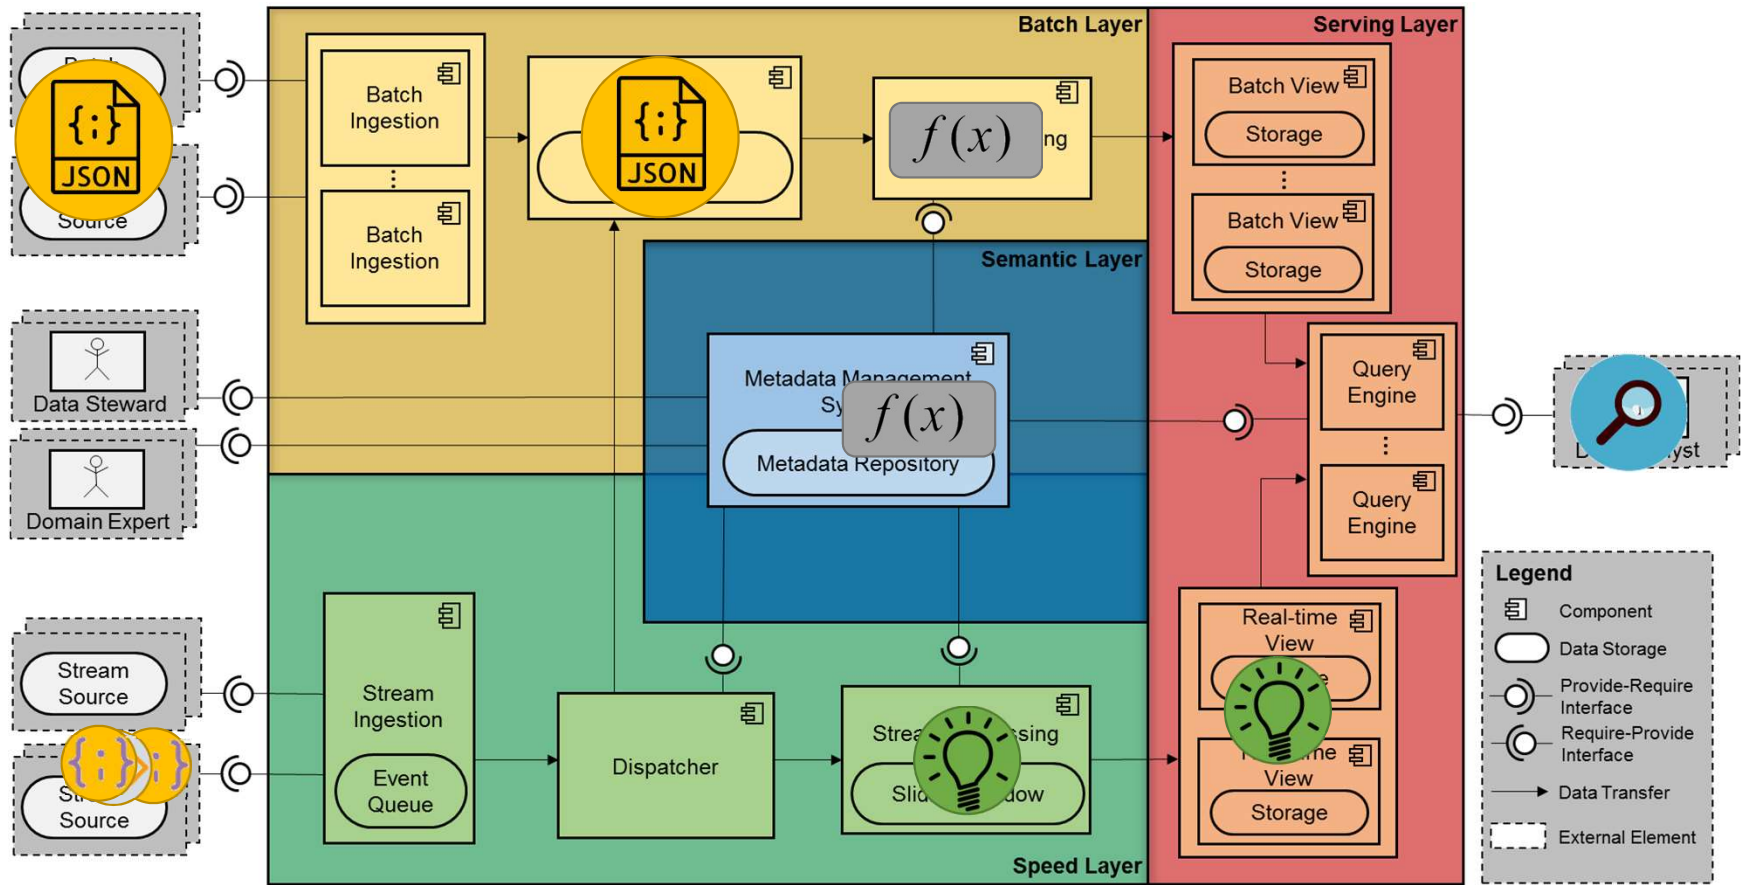 Batch Layer
Serving Layer
JSON
Source
Batch
Ingestion
Batch
Ingestion
JSON
f(x)
ng
Batch View
Storage
Batch View
Storage
Semantic Layer
Data Steward
Domain Expert
Metadata Management
Sy
f(x)
Metadata Repository
Query
Engine
Query
Engine
yst
Stream
Source
Source
Stream
Ingestion
Event
Queue
Dispatcher
Strea ssing
Slid dow
Speed Layer
Real-time
View
e
View
Storage
Legend
Component
Data Storage
Provide-Require
Interface
Require-Provide
Interface
Data Transfer
External Element